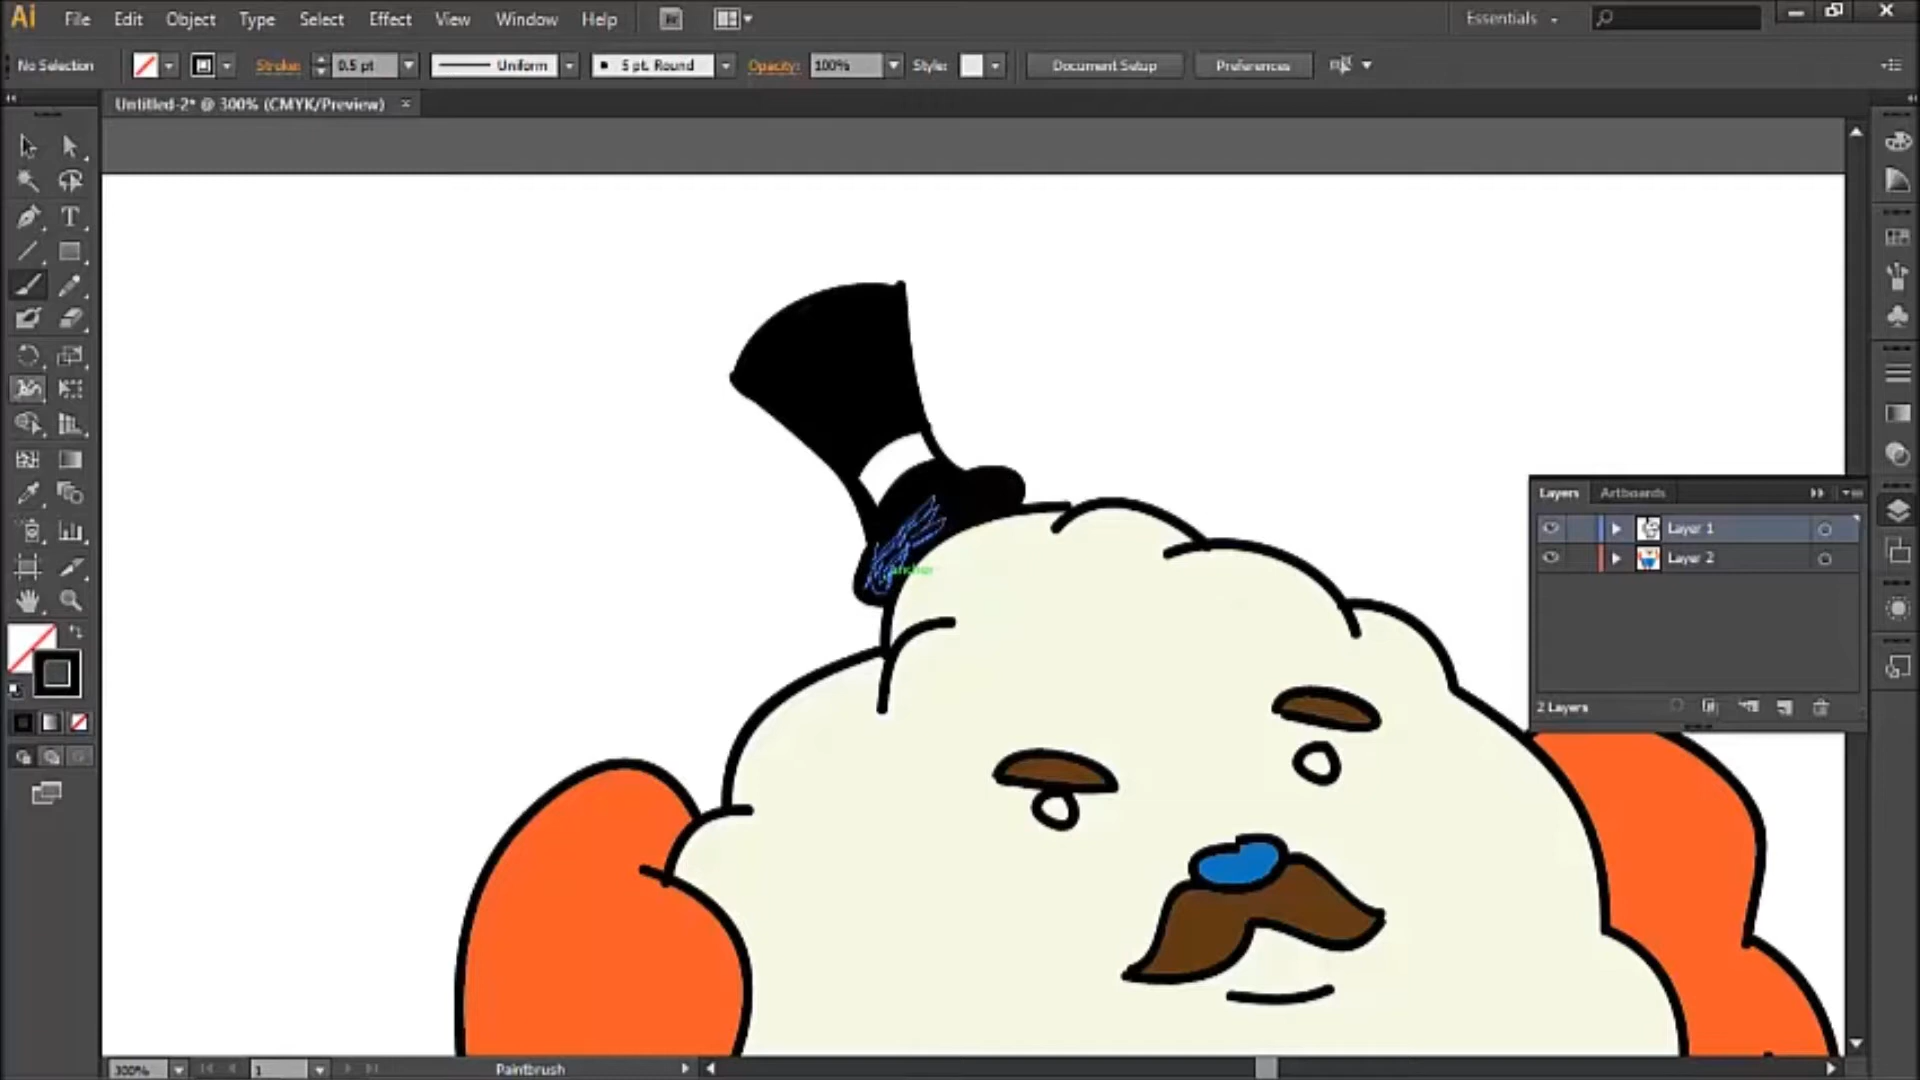 Ai File Edit Object Type Select Effect View Window Help Br Essentials
No Selection Stroke: 0.5 pt Uniform 5 pt. Round Opacity: 100% Style: Document Setup Preferences
Untitled-2* @ 300% (CMYK/Preview) ×
T
anchor
Layers Artboards
Layer 1
Layer 2
2 Layers
300% 1 Paintbrush